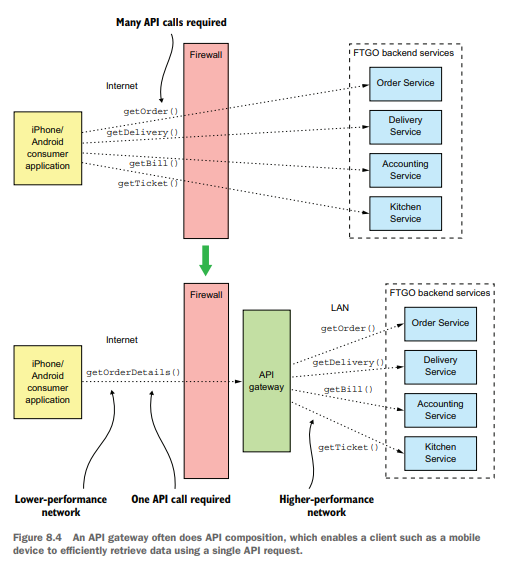 Many API calls required
Firewall
FTGO backend services
Internet
Order Service
getOrder()
iPhone/
Android
consumer
application
getDelivery()
Delivery
Service
getBill()
Accounting
Service
getTicket()
Kitchen
Service
Firewall
FTGO backend services
LAN
Internet
getOrder()
Order Service
iPhone/
Android
consumer
application
getOrderDetails()
API
gateway
getDelivery()
Delivery
Service
getBill()
Accounting
Service
getTicket()
Kitchen
Service
Lower-performance
network
One API call required
Higher-performance
network
Figure 8.4 An API gateway often does API composition, which enables a client such as a mobile
device to efficiently retrieve data using a single API request.